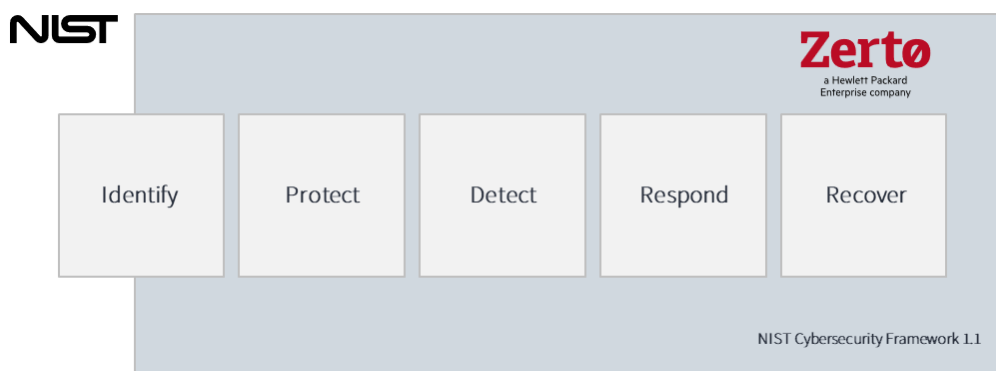 NIST
Zertø
a Hewlett Packard
Enterprise company
Identify
Protect
Detect
Respond
Recover
NIST Cybersecurity Framework 1.1